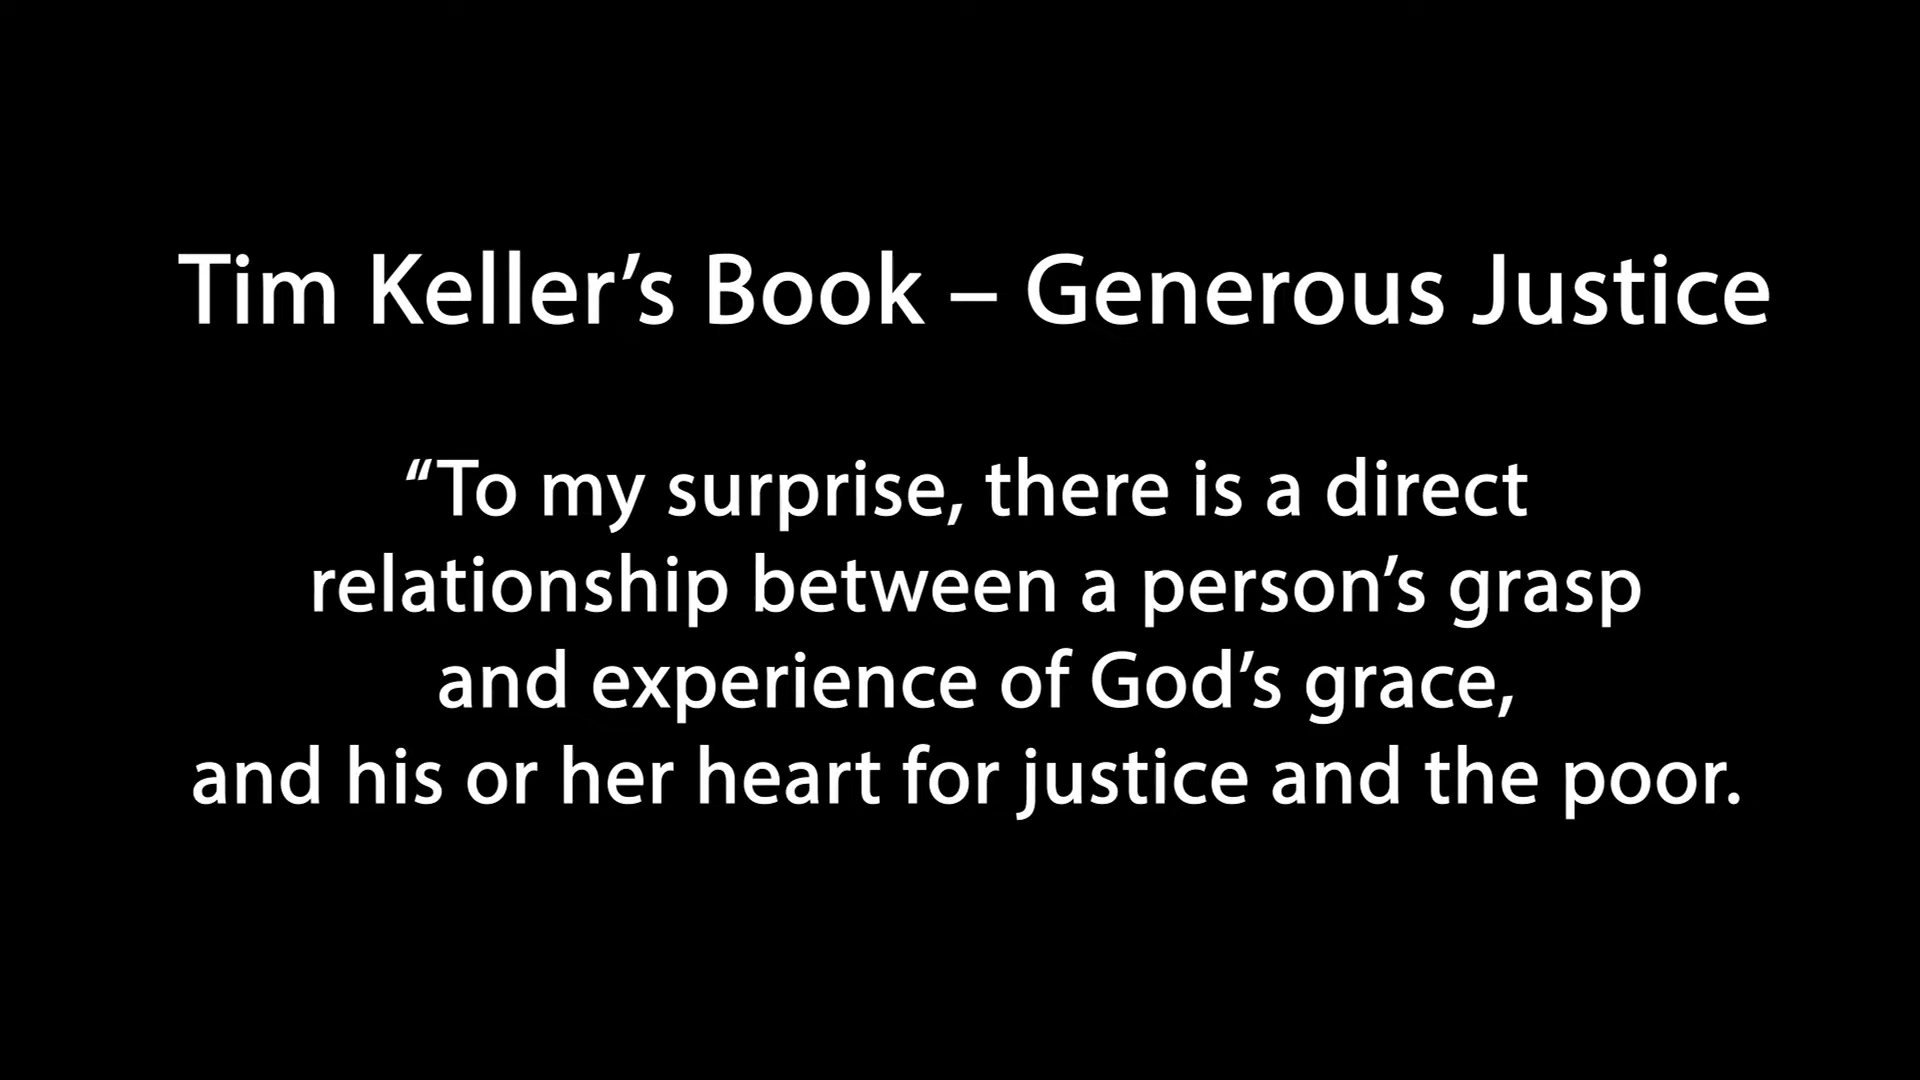 Tim Keller’s Book – Generous Justice
“To my surprise, there is a direct
relationship between a person’s grasp
and experience of God’s grace,
and his or her heart for justice and the poor.